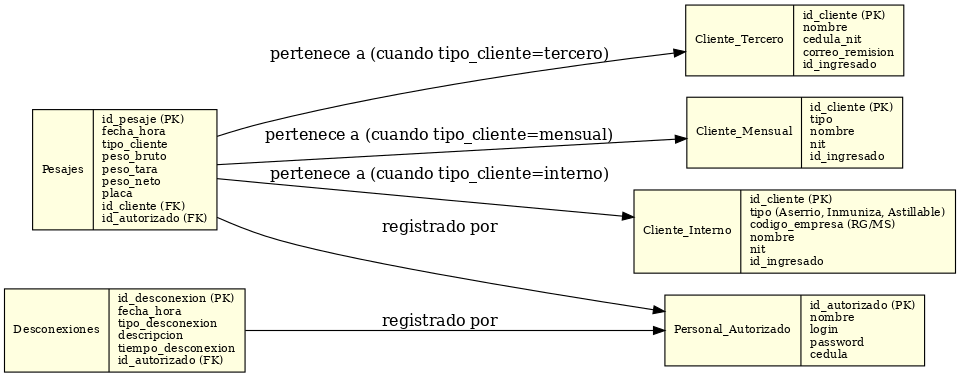 Pesajes
id_pesaje (PK)
fecha_hora
tipo_cliente
peso_bruto
peso_tara
peso_neto
placa
id_cliente (FK)
id_autorizado (FK)
Desconexiones
id_desconexion (PK)
fecha_hora
tipo_desconexion
descripcion
tiempo_desconexion
id_autorizado (FK)
pertenece a (cuando tipo_cliente=tercero)
pertenece a (cuando tipo_cliente=mensual)
pertenece a (cuando tipo_cliente=interno)
registrado por
registrado por
Cliente_Tercero
id_cliente (PK)
nombre
cedula_nit
correo_remision
id_ingresado
Cliente_Mensual
id_cliente (PK)
tipo
nombre
nit
id_ingresado
Cliente_Interno
id_cliente (PK)
tipo (Aserrio, Inmuniza, Astillable)
codigo_empresa (RG/MS)
nombre
nit
id_ingresado
Personal_Autorizado
id_autorizado (PK)
nombre
login
password
cedula